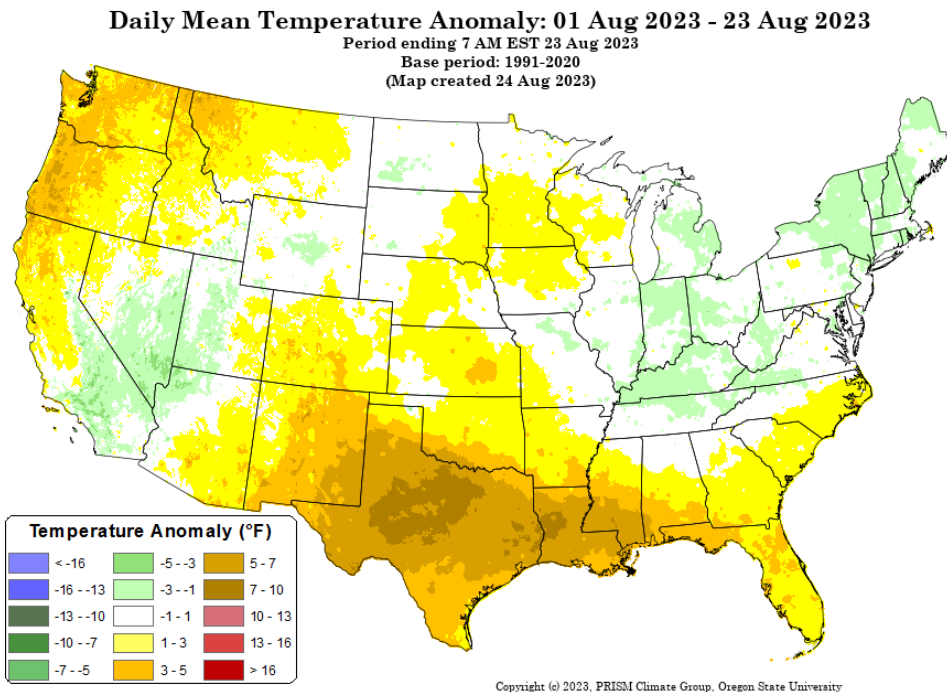 Daily Mean Temperature Anomaly: 01 Aug 2023 - 23 Aug 2023
Period ending 7 AM EST 23 Aug 2023
Base period: 1991-2020
(Map created 24 Aug 2023)
Temperature Anomaly (°F)
< -16
-16 - -13
-13 - -10
-10 - -7
-7 - -5
-5 - -3
-3 - -1
-1 - 1
1 - 3
3 - 5
5 - 7
7 - 10
10 - 13
13 - 16
> 16
Copyright (c) 2023, PRISM Climate Group, Oregon State University